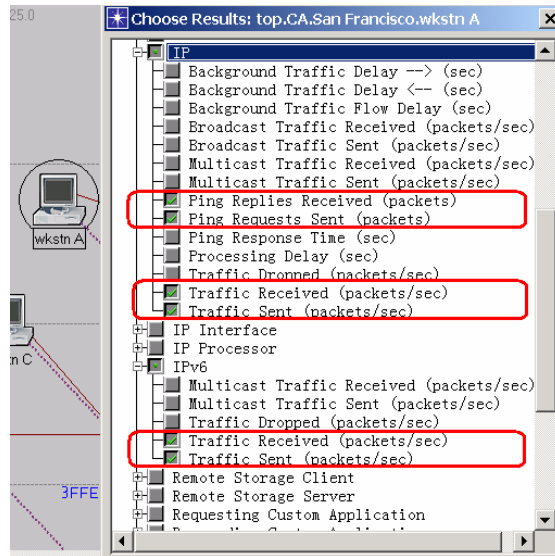 25.0
Choose Results: top.CA.San Francisco.wkstn A
IP
Background Traffic Delay --> (sec)
Background Traffic Delay <-- (sec)
Background Traffic Flow Delay (sec)
Broadcast Traffic Received (packets/sec)
Broadcast Traffic Sent (packets/sec)
Multicast Traffic Received (packets/sec)
Multicast Traffic Sent (packets/sec)
Ping Replies Received (packets)
Ping Requests Sent (packets)
Ping Response Time (sec)
Processing Delay (sec)
Traffic Dropped (packets/sec)
Traffic Received (packets/sec)
Traffic Sent (packets/sec)
IP Interface
IP Processor
IPv6
Multicast Traffic Received (packets/sec)
Multicast Traffic Sent (packets/sec)
Traffic Dropped (packets/sec)
Traffic Received (packets/sec)
Traffic Sent (packets/sec)
Remote Storage Client
Remote Storage Server
Requesting Custom Application
wkstn A
n C
3FFE